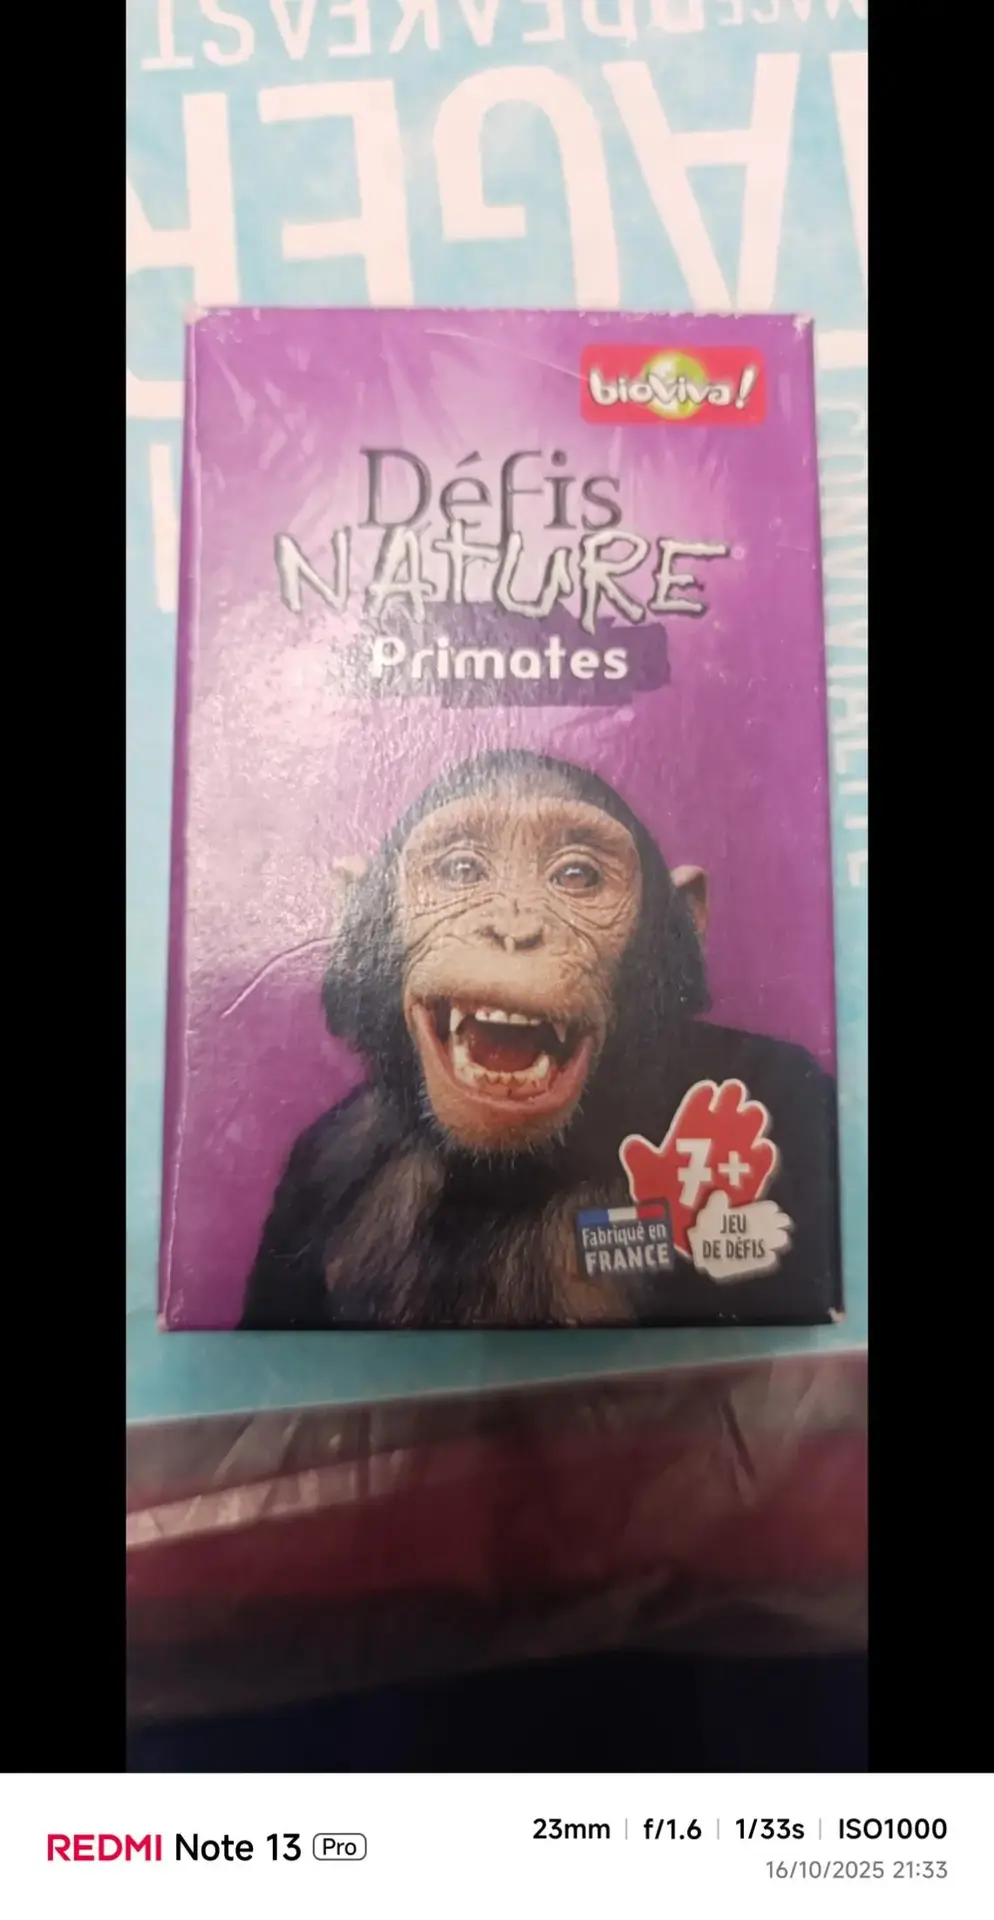 bioviva!
Défis
NATURE
Primates
7+
JEU
DE DÉFIS
Fabriqué en
FRANCE
REDMI Note 13 Pro
23mm | f/1.6 | 1/33s | ISO1000
16/10/2025 21:33